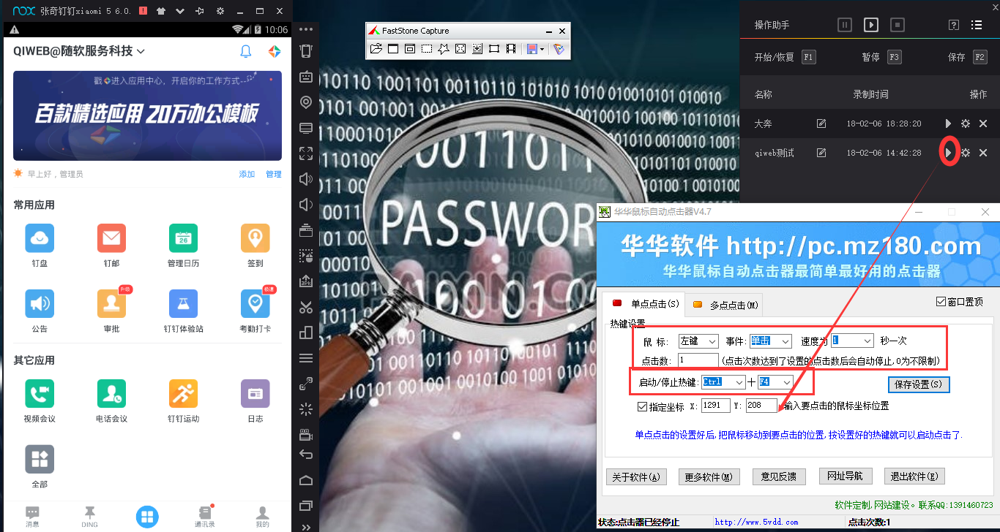 nox 张奇钉钉xiaomi 5 6.0.
10:06
QIWEB@随软服务科技
戳进入应用中心，开启你的工作方式
百款精选应用 20万办公模板
早上好，管理员
添加 管理
常用应用
26
钉盘 钉邮 管理日历 签到
升级 极速
公告 审批 钉钉体验站 考勤打卡
其它应用
视频会议 电话会议 钉钉运动 日志
全部
消息 DING 通讯录 我的
FastStone Capture
PASSWOR
操作助手
开始/恢复 F1 暂停 F3 保存 F2
名称 录制时间 操作
大奔 18-02-06 18:28:20
qiweb测试 18-02-06 14:42:28
华华鼠标自动点击器V4.7
华华软件 http://pc.mz180.com
华华鼠标自动点击器最简单最好用的点击器
单点点击(S) 多点点击(M) 窗口置顶
热键设置
鼠 标: 左键 事件: 单击 速度为 1 秒一次
点击数: 1 (点击次数达到了设置的点击数后会自动停止,0为不限制)
启动/停止热键: Ctrl + F4 保存设置(S)
指定坐标 X: 1291 Y: 208 输入要点击的鼠标坐标位置
单点点击的设置好后,把鼠标移动到要点击的位置,按设置好的热键就可以启动点击了.
关于软件(A) 更多软件(M) 意见反馈 网址导航 退出软件(E)
软件定制,网站建设。联系QQ:1391460723
状态:点击器已经停止 http://www.5vdd.com 点击次数:1